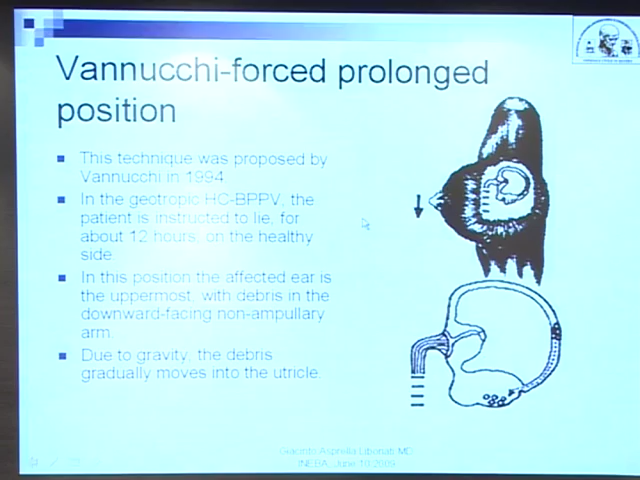 Vannucchi-forced prolonged
position
This technique was proposed by
Vannucchi in 1994
In the geotropic HC-BPPV, the
patient is instructed to lie, for
about 12 hours, on the healthy
side.
In this position the affected ear is
the uppermost, with debris in the
downward-facing non-ampullary
arm.
Due to gravity, the debris
gradually moves into the utricle.
Giacinto Asprella Libonati MD
INEBA, June 19 2009